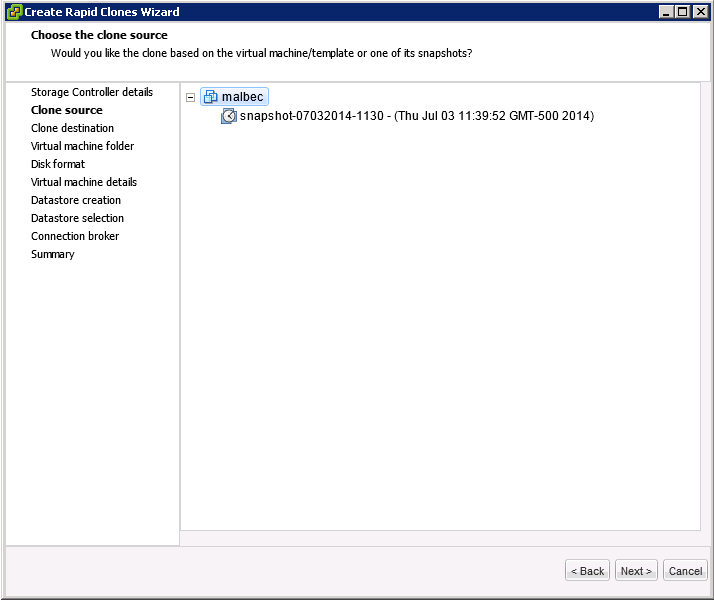 Create Rapid Clones Wizard
Choose the clone source
Would you like the clone based on the virtual machine/template or one of its snapshots?
Storage Controller details
Clone source
Clone destination
Virtual machine folder
Disk format
Virtual machine details
Datastore creation
Datastore selection
Connection broker
Summary
malbec
snapshot-07032014-1130 - (Thu Jul 03 11:39:52 GMT-500 2014)
< Back
Next >
Cancel